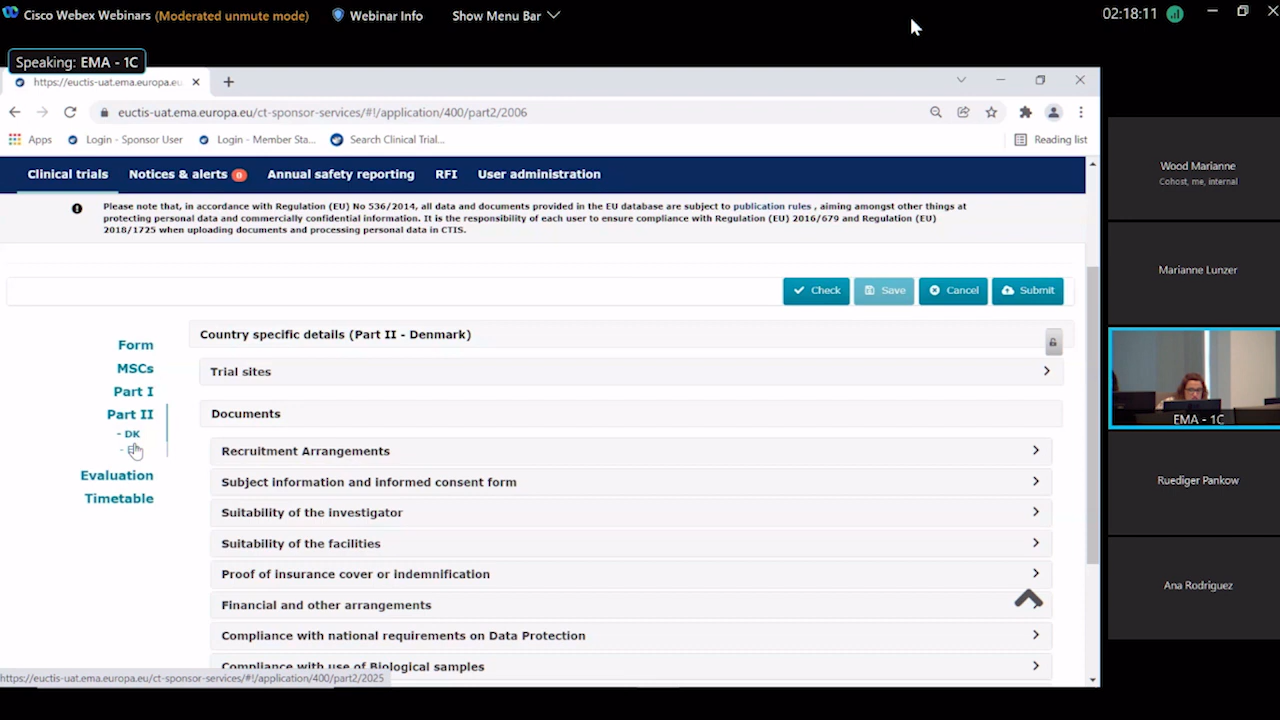 Cisco Webex Webinars (Moderated unmute mode) Webinar Info Show Menu Bar 02:18:11
Speaking: EMA - 1C
https://euctis-uat.ema.europa.eu
euctis-uat.ema.europa.eu/ct-sponsor-services/#!/application/400/part2/2006
Apps Login - Sponsor User Login - Member Sta... Search Clinical Trial... Reading list
Clinical trials Notices & alerts 0 Annual safety reporting RFI User administration
Please note that, in accordance with Regulation (EU) No 536/2014, all data and documents provided in the EU database are subject to publication rules , aiming amongst other things at
protecting personal data and commercially confidential information. It is the responsibility of each user to ensure compliance with Regulation (EU) 2016/679 and Regulation (EU)
2018/1725 when uploading documents and processing personal data in CTIS.
Check Save Cancel Submit
Form
MSCs
Part I
Part II
- DK
Evaluation
Timetable
Country specific details (Part II - Denmark)
Trial sites
Documents
Recruitment Arrangements
Subject information and informed consent form
Suitability of the investigator
Suitability of the facilities
Proof of insurance cover or indemnification
Financial and other arrangements
Compliance with national requirements on Data Protection
Compliance with use of Biological samples
https://euctis-uat.ema.europa.eu/ct-sponsor-services/#!/application/400/part2/2025
Wood Marianne
Cohost, me, internal
Marianne Lunzer
EMA - 1C
Ruediger Pankow
Ana Rodriguez